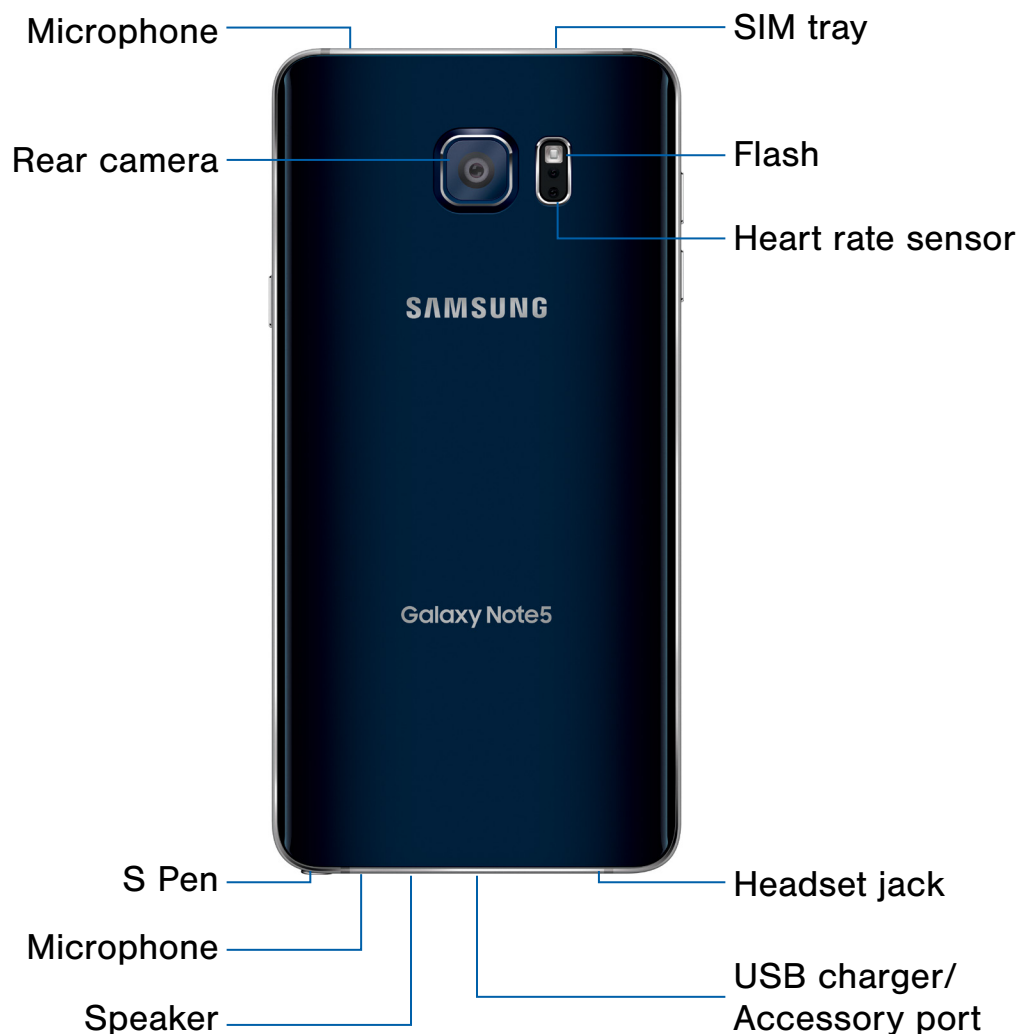 Microphone
SIM tray
Rear camera
Flash
Heart rate sensor
SAMSUNG
Galaxy Note5
S Pen
Headset jack
Microphone
USB charger/
Accessory port
Speaker